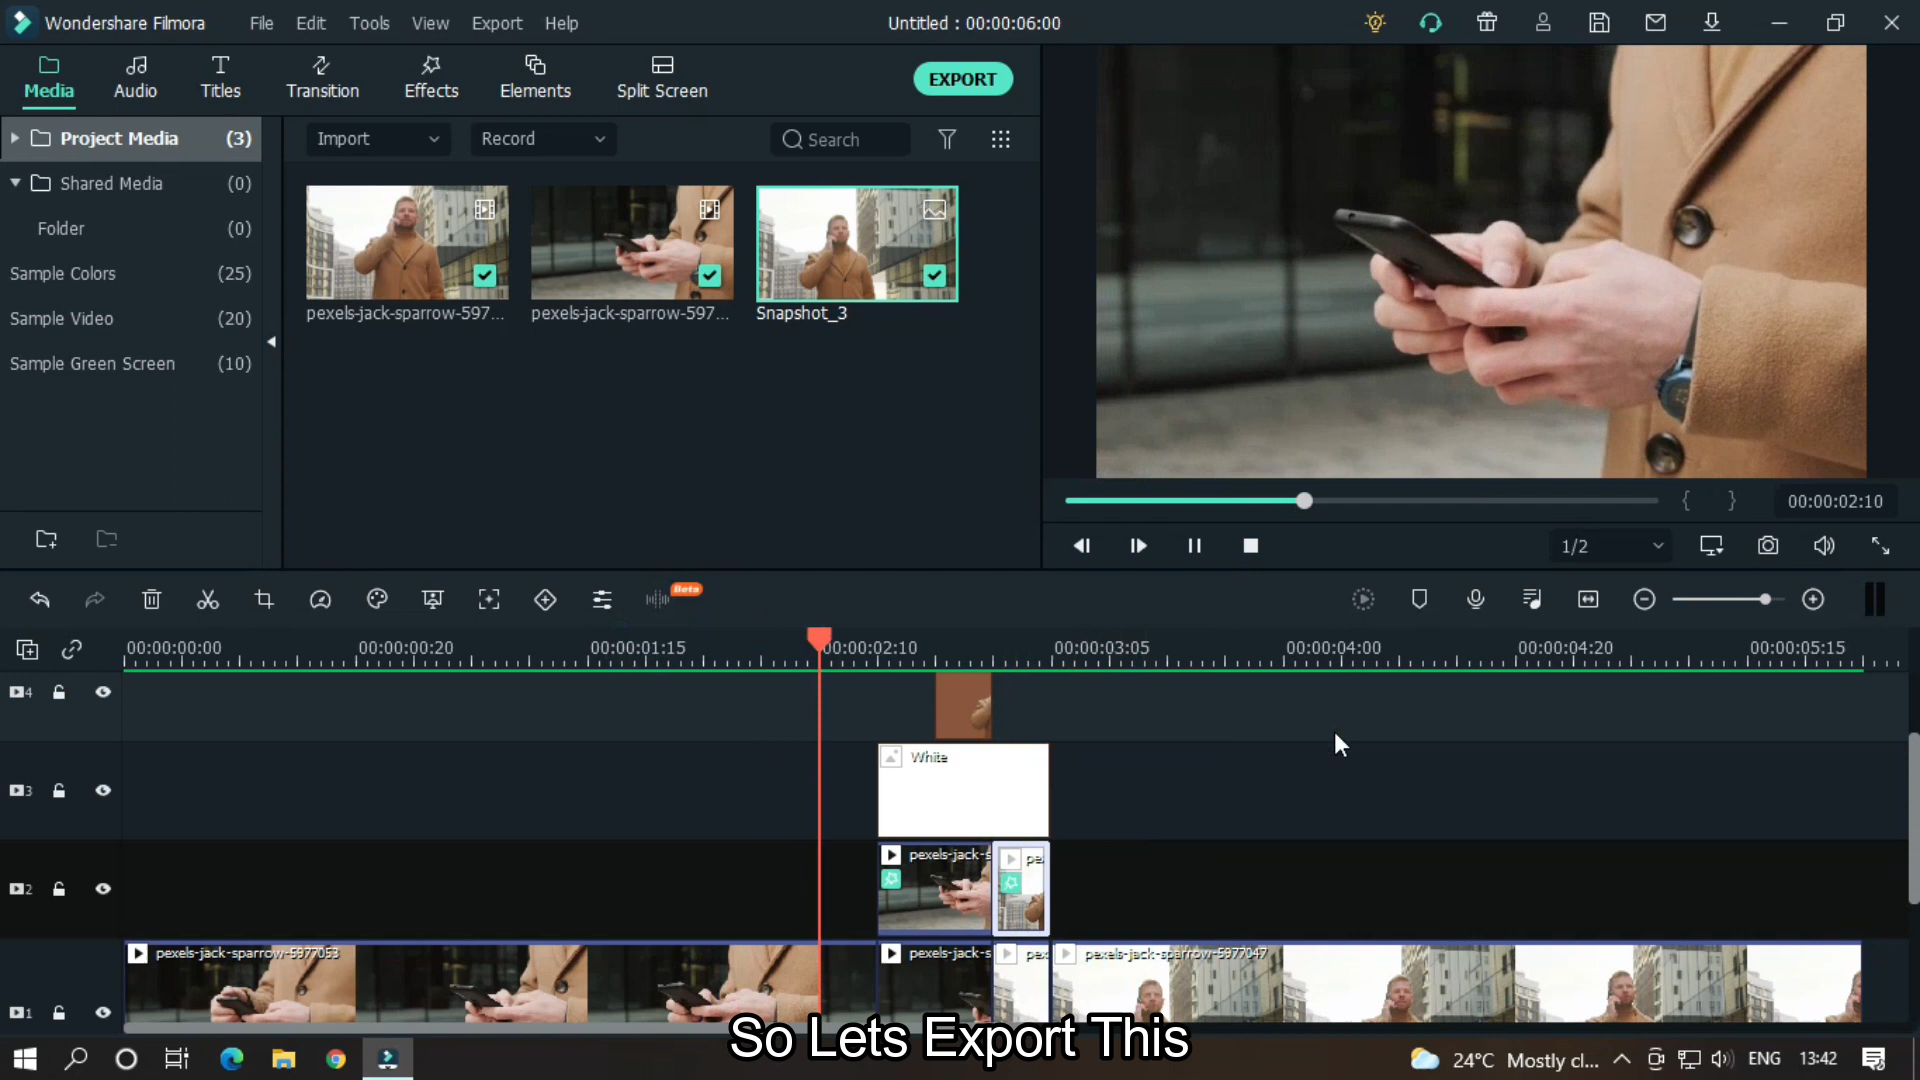 Wondershare Filmora
File Edit Tools View Export Help
Untitled : 00:00:06:00
Media Audio Titles Transition Effects Elements Split Screen
EXPORT
Project Media (3)
Shared Media (0)
Folder (0)
Sample Colors (25)
Sample Video (20)
Sample Green Screen (10)
Import Record Search
pexels-jack-sparrow-597... pexels-jack-sparrow-597... Snapshot_3
{ } 00:00:02:10
1/2
Beta
00:00:00:00 00:00:00:20 00:00:01:15 00:00:02:10 00:00:03:05 00:00:04:00 00:00:04:20 00:00:05:15
4
3 White
2 pexels-jack-s pe
1 pexels-jack-sparrow-5977053 pexels-jack-s pex pexels-jack-sparrow-5977047
So Lets Export This
24°C Mostly cl... ENG 13:42